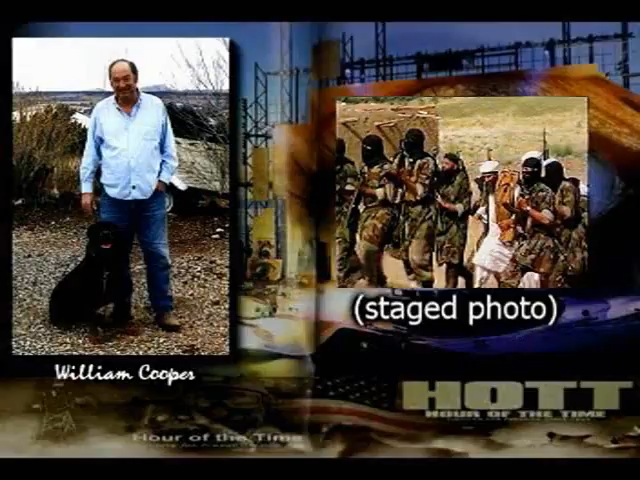 (staged photo)
William Cooper
HOTT
HOUR OF THE TIME
Hour of the Time